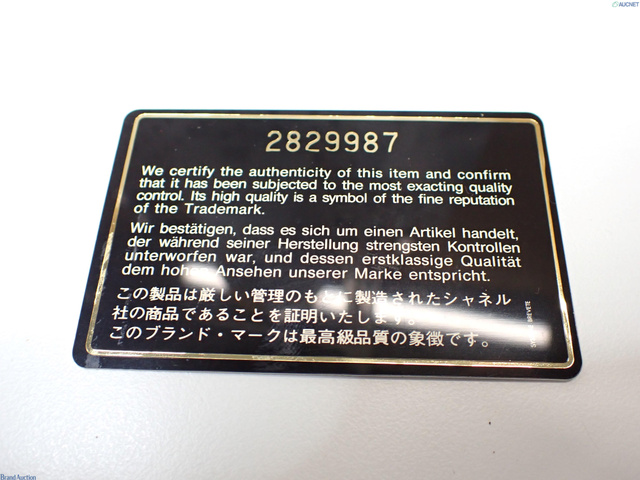 AUCNET
2829987
We certify the authenticity of this item and confirm
that it has been subjected to the most exacting quality
control. Its high quality is a symbol of the fine reputation
of the Trademark.
Wir bestätigen, dass es sich um einen Artikel handelt,
der während seiner Herstellung strengsten Kontrollen
unterworfen war, und dessen erstklassige Qualität
dem hohen Ansehen unserer Marke entspricht.
この製品は厳しい管理のもとに製造されたシャネル
社の商品であることを証明いたします。
このブランド・マークは最高級品質の象徴です。
BREVETE
BrandAuction